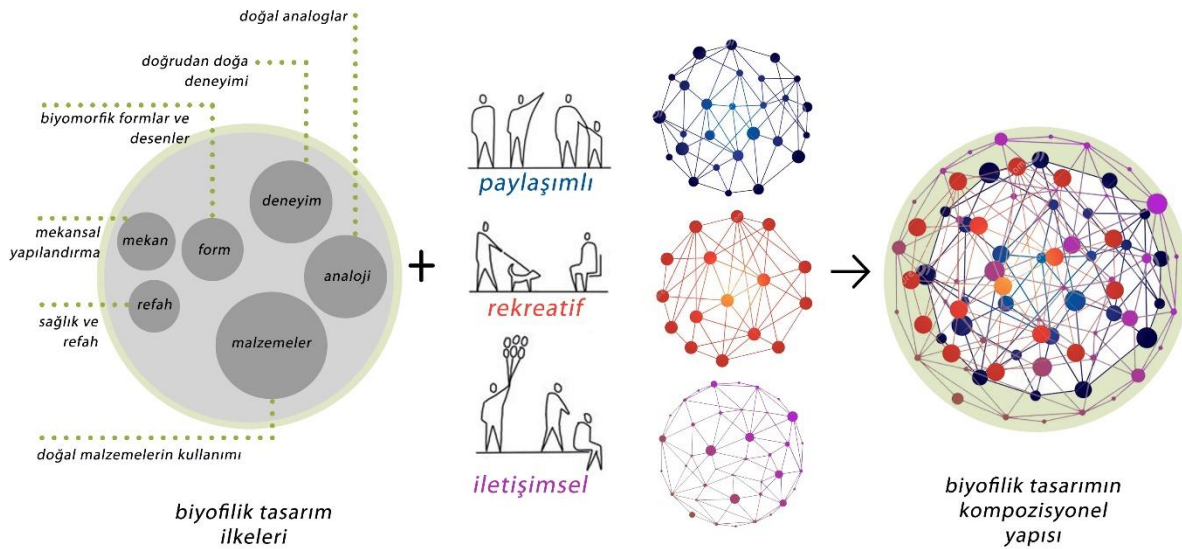 doğal analoglar
doğrudan doğa
deneyimi
biyomorfik formlar ve
desenler
mekansal
yapılandırma
sağlık ve
refah
doğal malzemelerin kullanımı
deneyim
mekan
form
analoji
refah
malzemeler
biyofilik tasarım
ilkeleri
+
paylaşımlı
rekreatif
iletişimsel
biyofilik tasarımın
kompozisyonel
yapısı